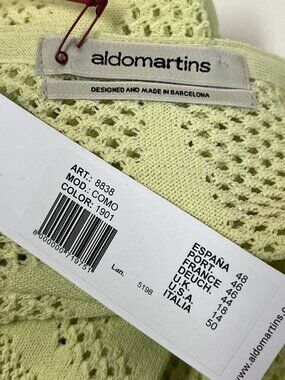 aldomartins
DESIGNED AND MADE IN BARCELONA
ART.: 8838
MOD.: COMO
COLOR: 1901
Lun.
5198
ESPAÑA 48
PORT. 46
FRANCE 46
DEUCH. 44
U.K. 18
U.S.A. 14
ITALIA 50
www.aldomartins.